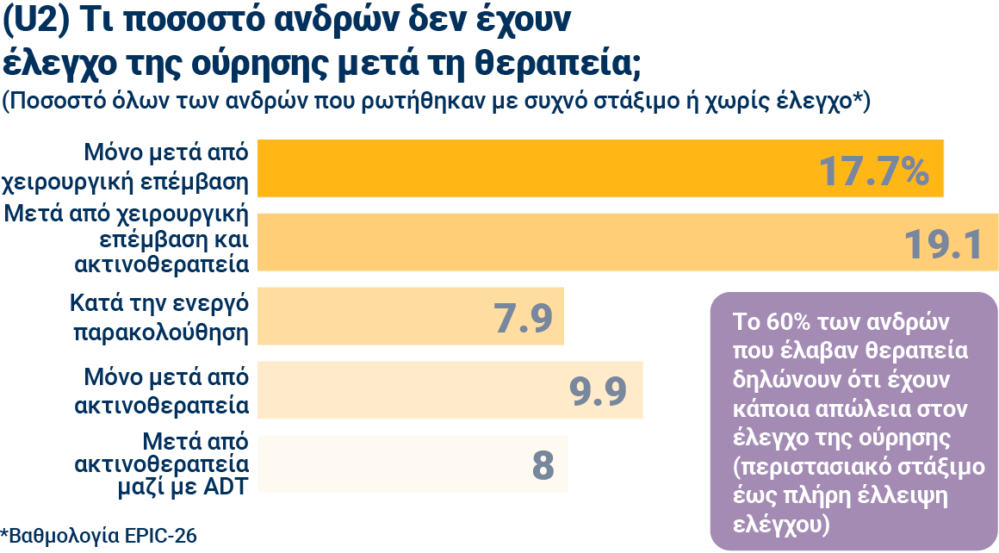 (U2) Τι ποσοστό ανδρών δεν έχουν
έλεγχο της ούρησης μετά τη θεραπεία;
(Ποσοστό όλων των ανδρών που ρωτήθηκαν με συχνό στάξιμο ή χωρίς έλεγχο*)
Μόνο μετά από
χειρουργική επέμβαση
17.7%
Μετά από χειρουργική
επέμβαση και
ακτινοθεραπεία
19.1
Κατά την ενεργό
παρακολούθηση
7.9
Μόνο μετά από
ακτινοθεραπεία
9.9
Μετά από
ακτινοθεραπεία
μαζί με ADT
8
Το 60% των ανδρών
που έλαβαν θεραπεία
δηλώνουν ότι έχουν
κάποια απώλεια στον
έλεγχο της ούρησης
(περιστασιακό στάξιμο
έως πλήρη έλλειψη
ελέγχου)
*Βαθμολογία EPIC-26